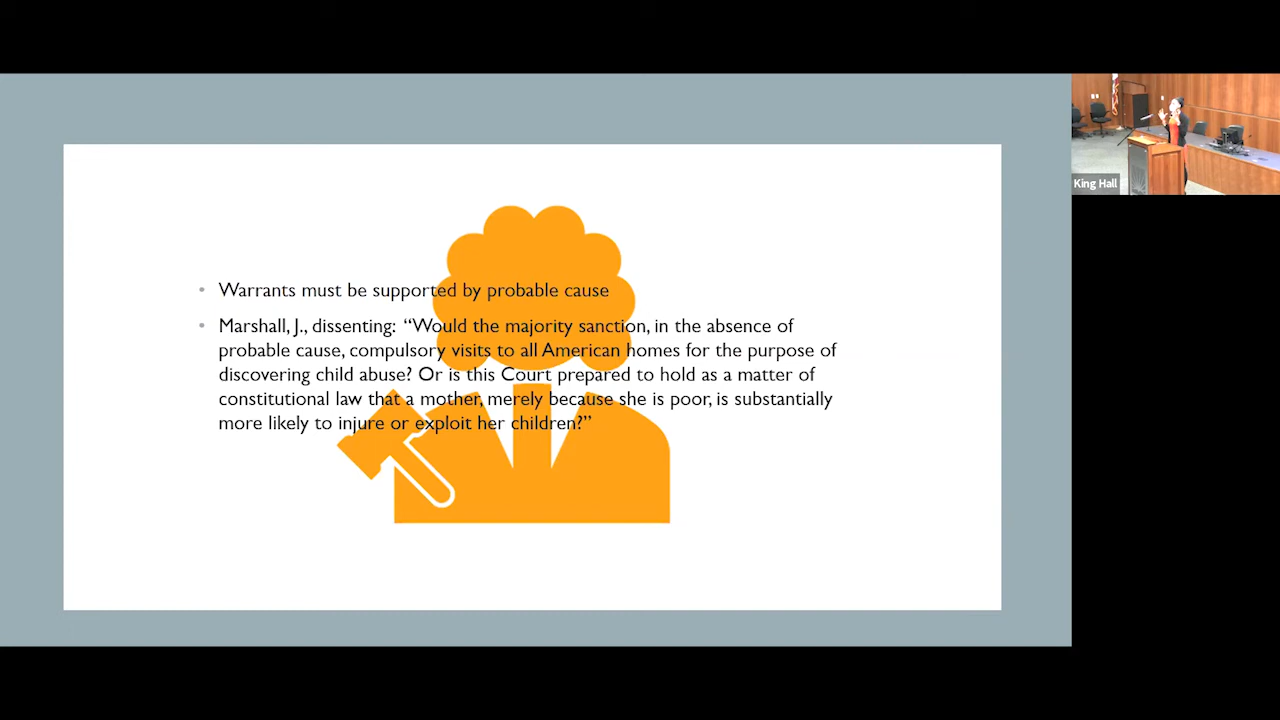 • Warrants must be supported by probable cause
• Marshall, J., dissenting: “Would the majority sanction, in the absence of
probable cause, compulsory visits to all American homes for the purpose of
discovering child abuse? Or is this Court prepared to hold as a matter of
constitutional law that a mother, merely because she is poor, is substantially
more likely to injure or exploit her children?”
King Hall